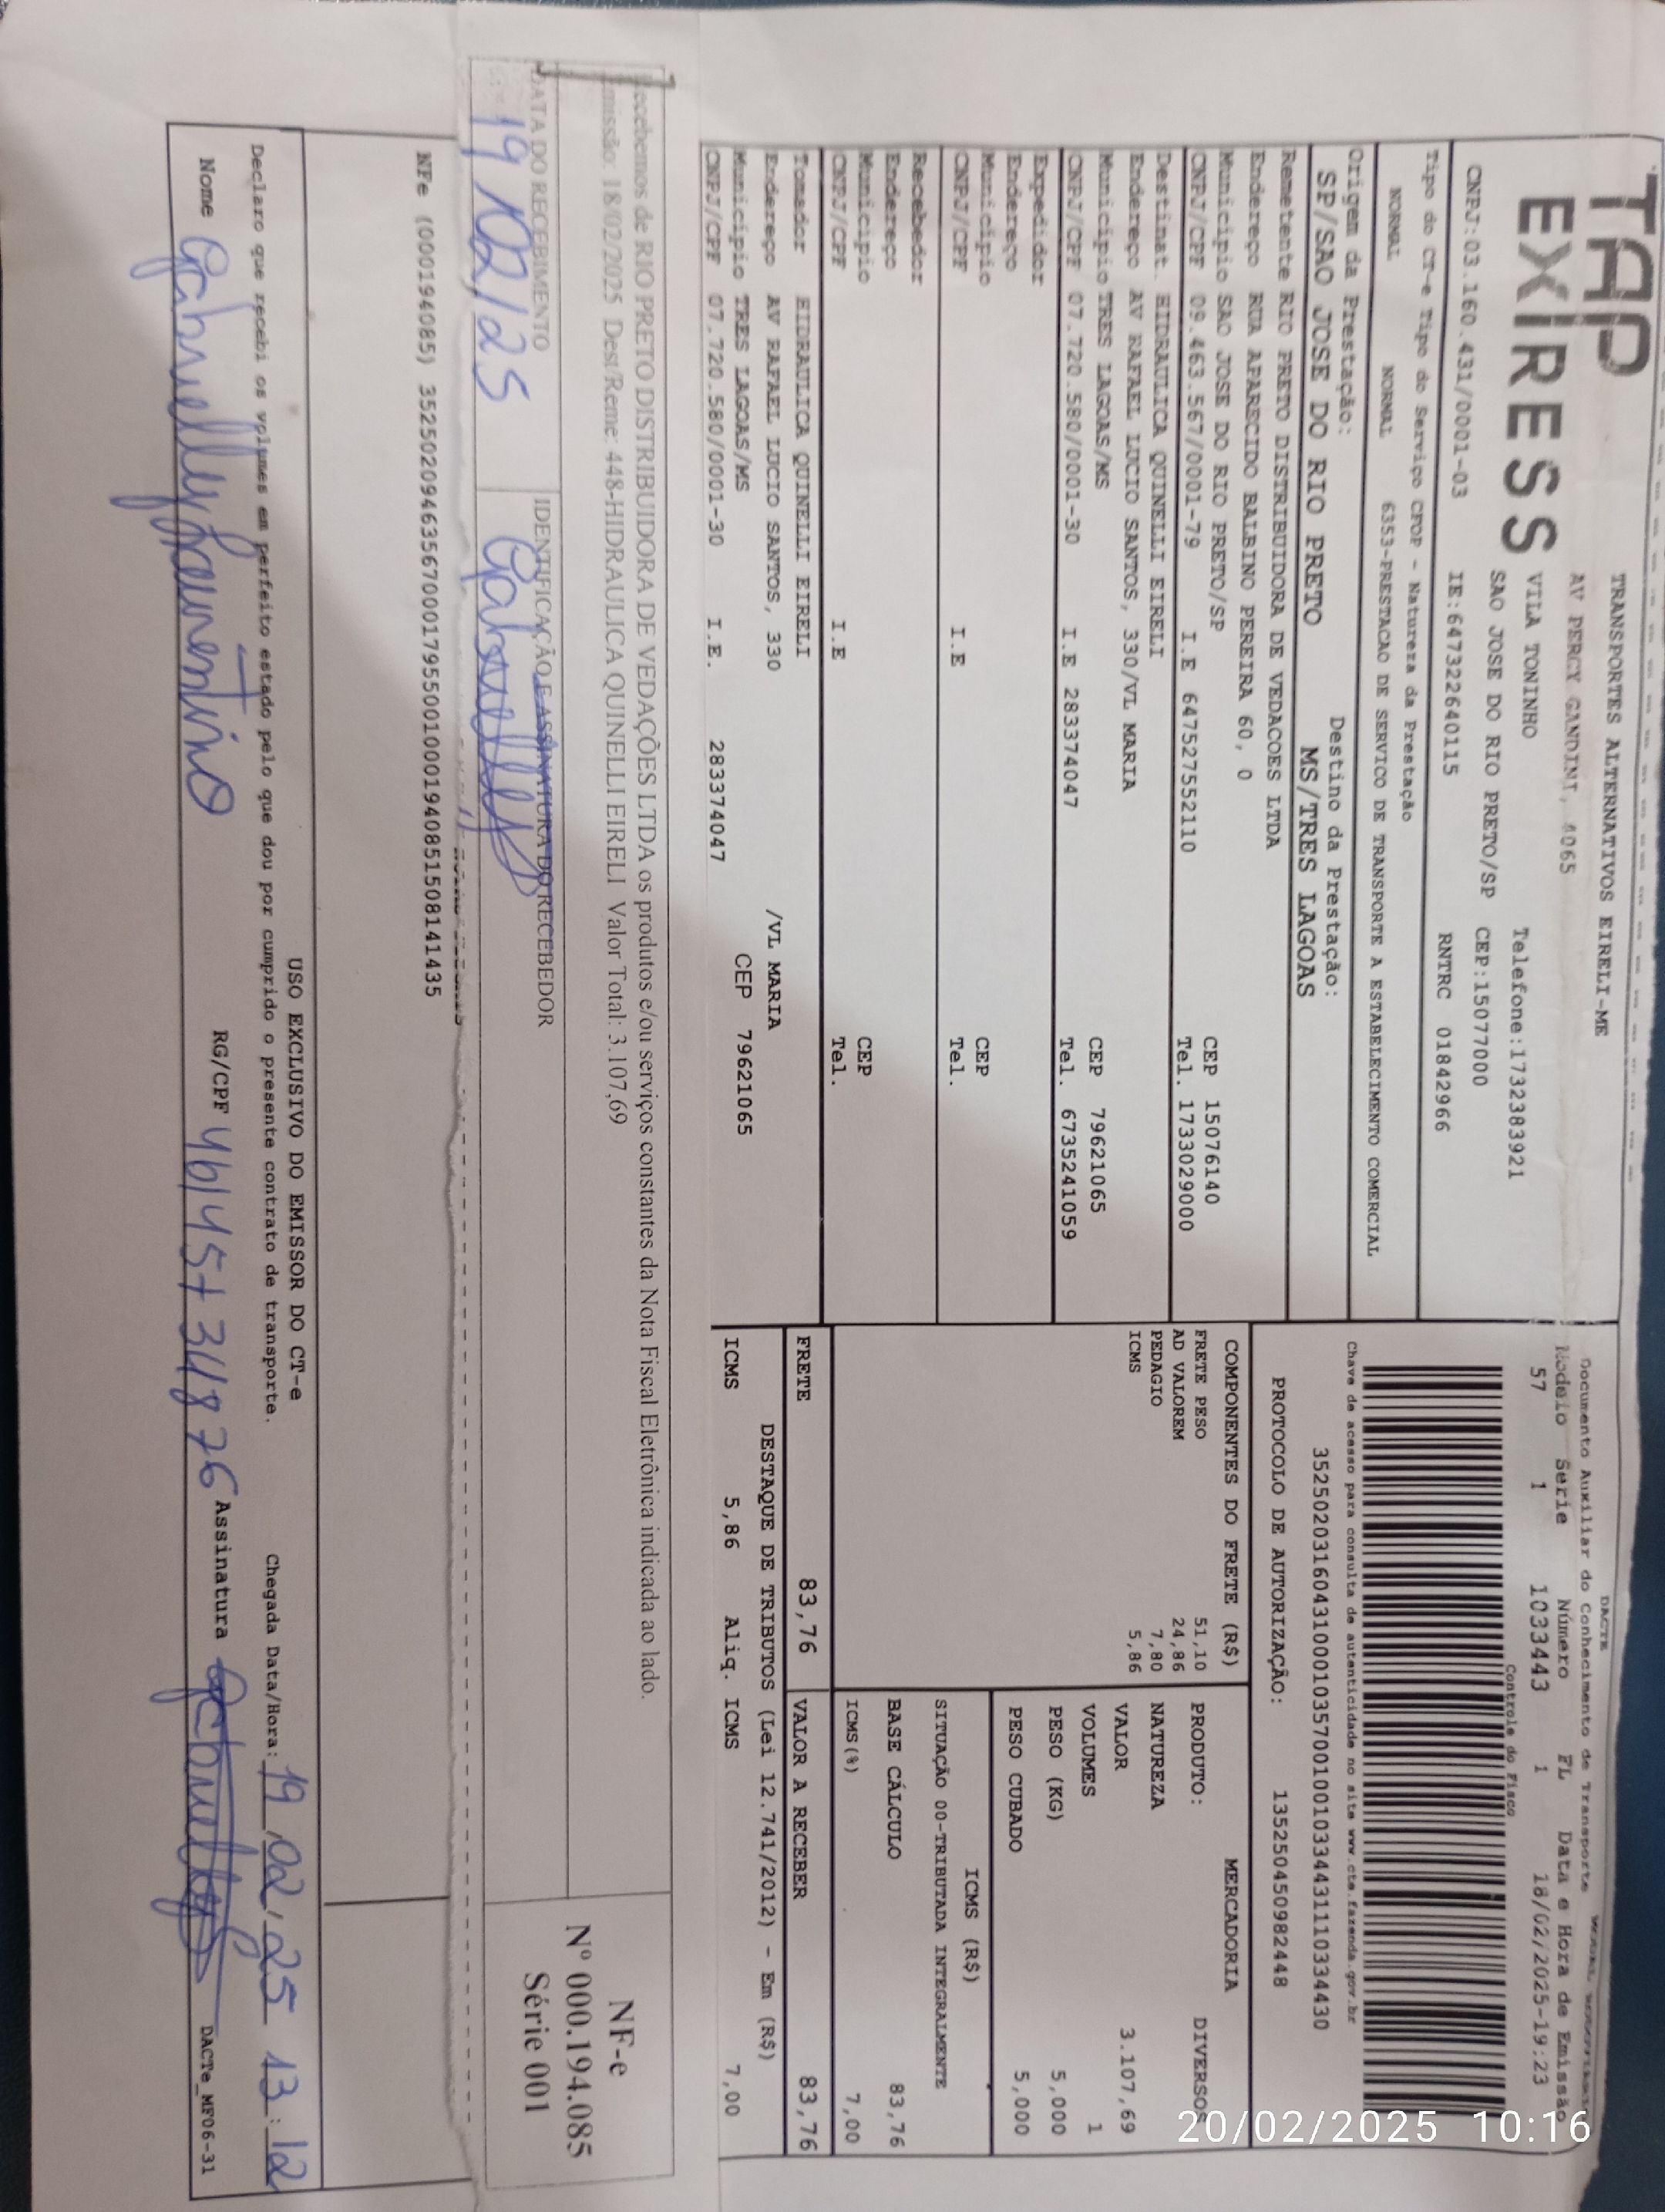 TAP
EXPRESS
TRANSPORTES ALTERNATIVOS EIRELI-ME
AV PERCY GANDINI, 4065
VILA TONINHO
Telefone:1732383921
SAO JOSE DO RIO PRETO/SP CEP:15077000
CNPJ:03.160.431/0001-03 IE:647322640115 RNTRC 01842966
DACTE
Documento Auxiliar do Conhecimento de Transporte
Modelo Serie Número FL Data e Hora de Emissão
57 1 1033443 1 18/02/2025-19:23
Controle do Fisco
Tipo do CT-e Tipo do Serviço CFOP - Natureza da Prestação
NORMAL NORMAL 6353-PRESTACAO DE SERVICO DE TRANSPORTE A ESTABELECIMENTO COMERCIAL
Chave de acesso para consulta de autenticidade no site www.cte.fazenda.gov.br
35250203160431000103570010010334431110334430
Origem da Prestação: Destino da Prestação:
SP/SAO JOSE DO RIO PRETO MS/TRES LAGOAS
PROTOCOLO DE AUTORIZAÇÃO: 135250450982448
Remetente RIO PRETO DISTRIBUIDORA DE VEDACOES LTDA
Endereço RUA APARECIDO BALBINO PEREIRA 60, 0
Municipio SAO JOSE DO RIO PRETO/SP CEP 15076140
CNPJ/CPF 09.463.567/0001-79 I.E 647527552110 Tel. 1733029000
Destinat. HIDRAULICA QUINELLI EIRELI
Endereço AV RAFAEL LUCIO SANTOS, 330/VL MARIA
Municipio TRES LAGOAS/MS CEP 79621065
CNPJ/CPF 07.720.580/0001-30 I.E 283374047 Tel. 6735241059
Expedidor
Endereço
Municipio CEP
CNPJ/CPF I.E Tel.
Recebedor
Endereço
Municipio CEP
CNPJ/CPF I.E Tel.
Tomador HIDRAULICA QUINELLI EIRELI
Endereço AV RAFAEL LUCIO SANTOS, 330 /VL MARIA
Municipio TRES LAGOAS/MS CEP 79621065
CNPJ/CPF 07.720.580/0001-30 I.E. 283374047
COMPONENTES DO FRETE (R$)
FRETE PESO 51,10
AD VALOREM 24,86
PEDAGIO 7,80
ICMS 5,86
MERCADORIA
PRODUTO: DIVERSOS
NATUREZA
VALOR 3.107,69
VOLUMES 1
PESO (KG) 5,000
PESO CUBADO 5,000
ICMS (R$)
SITUAÇÃO 00-TRIBUTADA INTEGRALMENTE
BASE CÁLCULO 83,76
ICMS(%) 7,00
FRETE 83,76 VALOR A RECEBER 83,76
DESTAQUE DE TRIBUTOS (Lei 12.741/2012) - Em (R$)
ICMS 5,86 Aliq. ICMS 7,00
ecebemos de RIO PRETO DISTRIBUIDORA DE VEDAÇÕES LTDA os produtos e/ou serviços constantes da Nota Fiscal Eletrônica indicada ao lado.
missão: 18/02/2025 Dest/Reme: 448-HIDRAULICA QUINELLI EIRELI Valor Total: 3.107,69
DATA DO RECEBIMENTO IDENTIFICAÇÃO E ASSINATURA DO RECEBEDOR
19/02/25 Gabrielly
NF-e
Nº 000.194.085
Série 001
NFe (000194085) 35250209463567000179550010001940851508141435
USO EXCLUSIVO DO EMISSOR DO CT-e
Declaro que recebi os volumes em perfeito estado pelo que dou por cumprido o presente contrato de transporte. Chegada Data/Hora: 19/02/25 13:12
Nome Gabrielly RG/CPF Assinatura Gabrielly
DACTe_MF06-31
20/02/2025 10:16